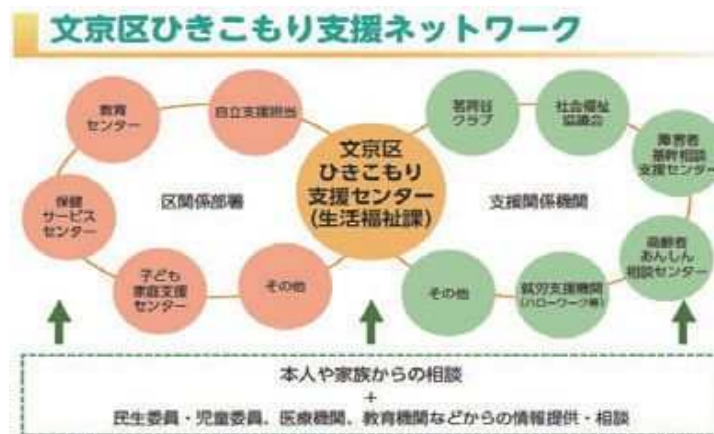 文京区ひきこもり支援ネットワーク
教育
センター
自立支援担当
保健
サービス
センター
区関係部署
子ども
家庭支援
センター
その他
文京区
ひきこもり
支援センター
(生活福祉課)
茗荷谷
クラブ
社会福祉
協議会
障害者
基幹相談
支援センター
支援関係機関
高齢者
あんしん
相談センター
その他
就労支援機関
(ハローワーク等)
本人や家族からの相談
+
民生委員・児童委員、医療機関、教育機関などからの情報提供・相談